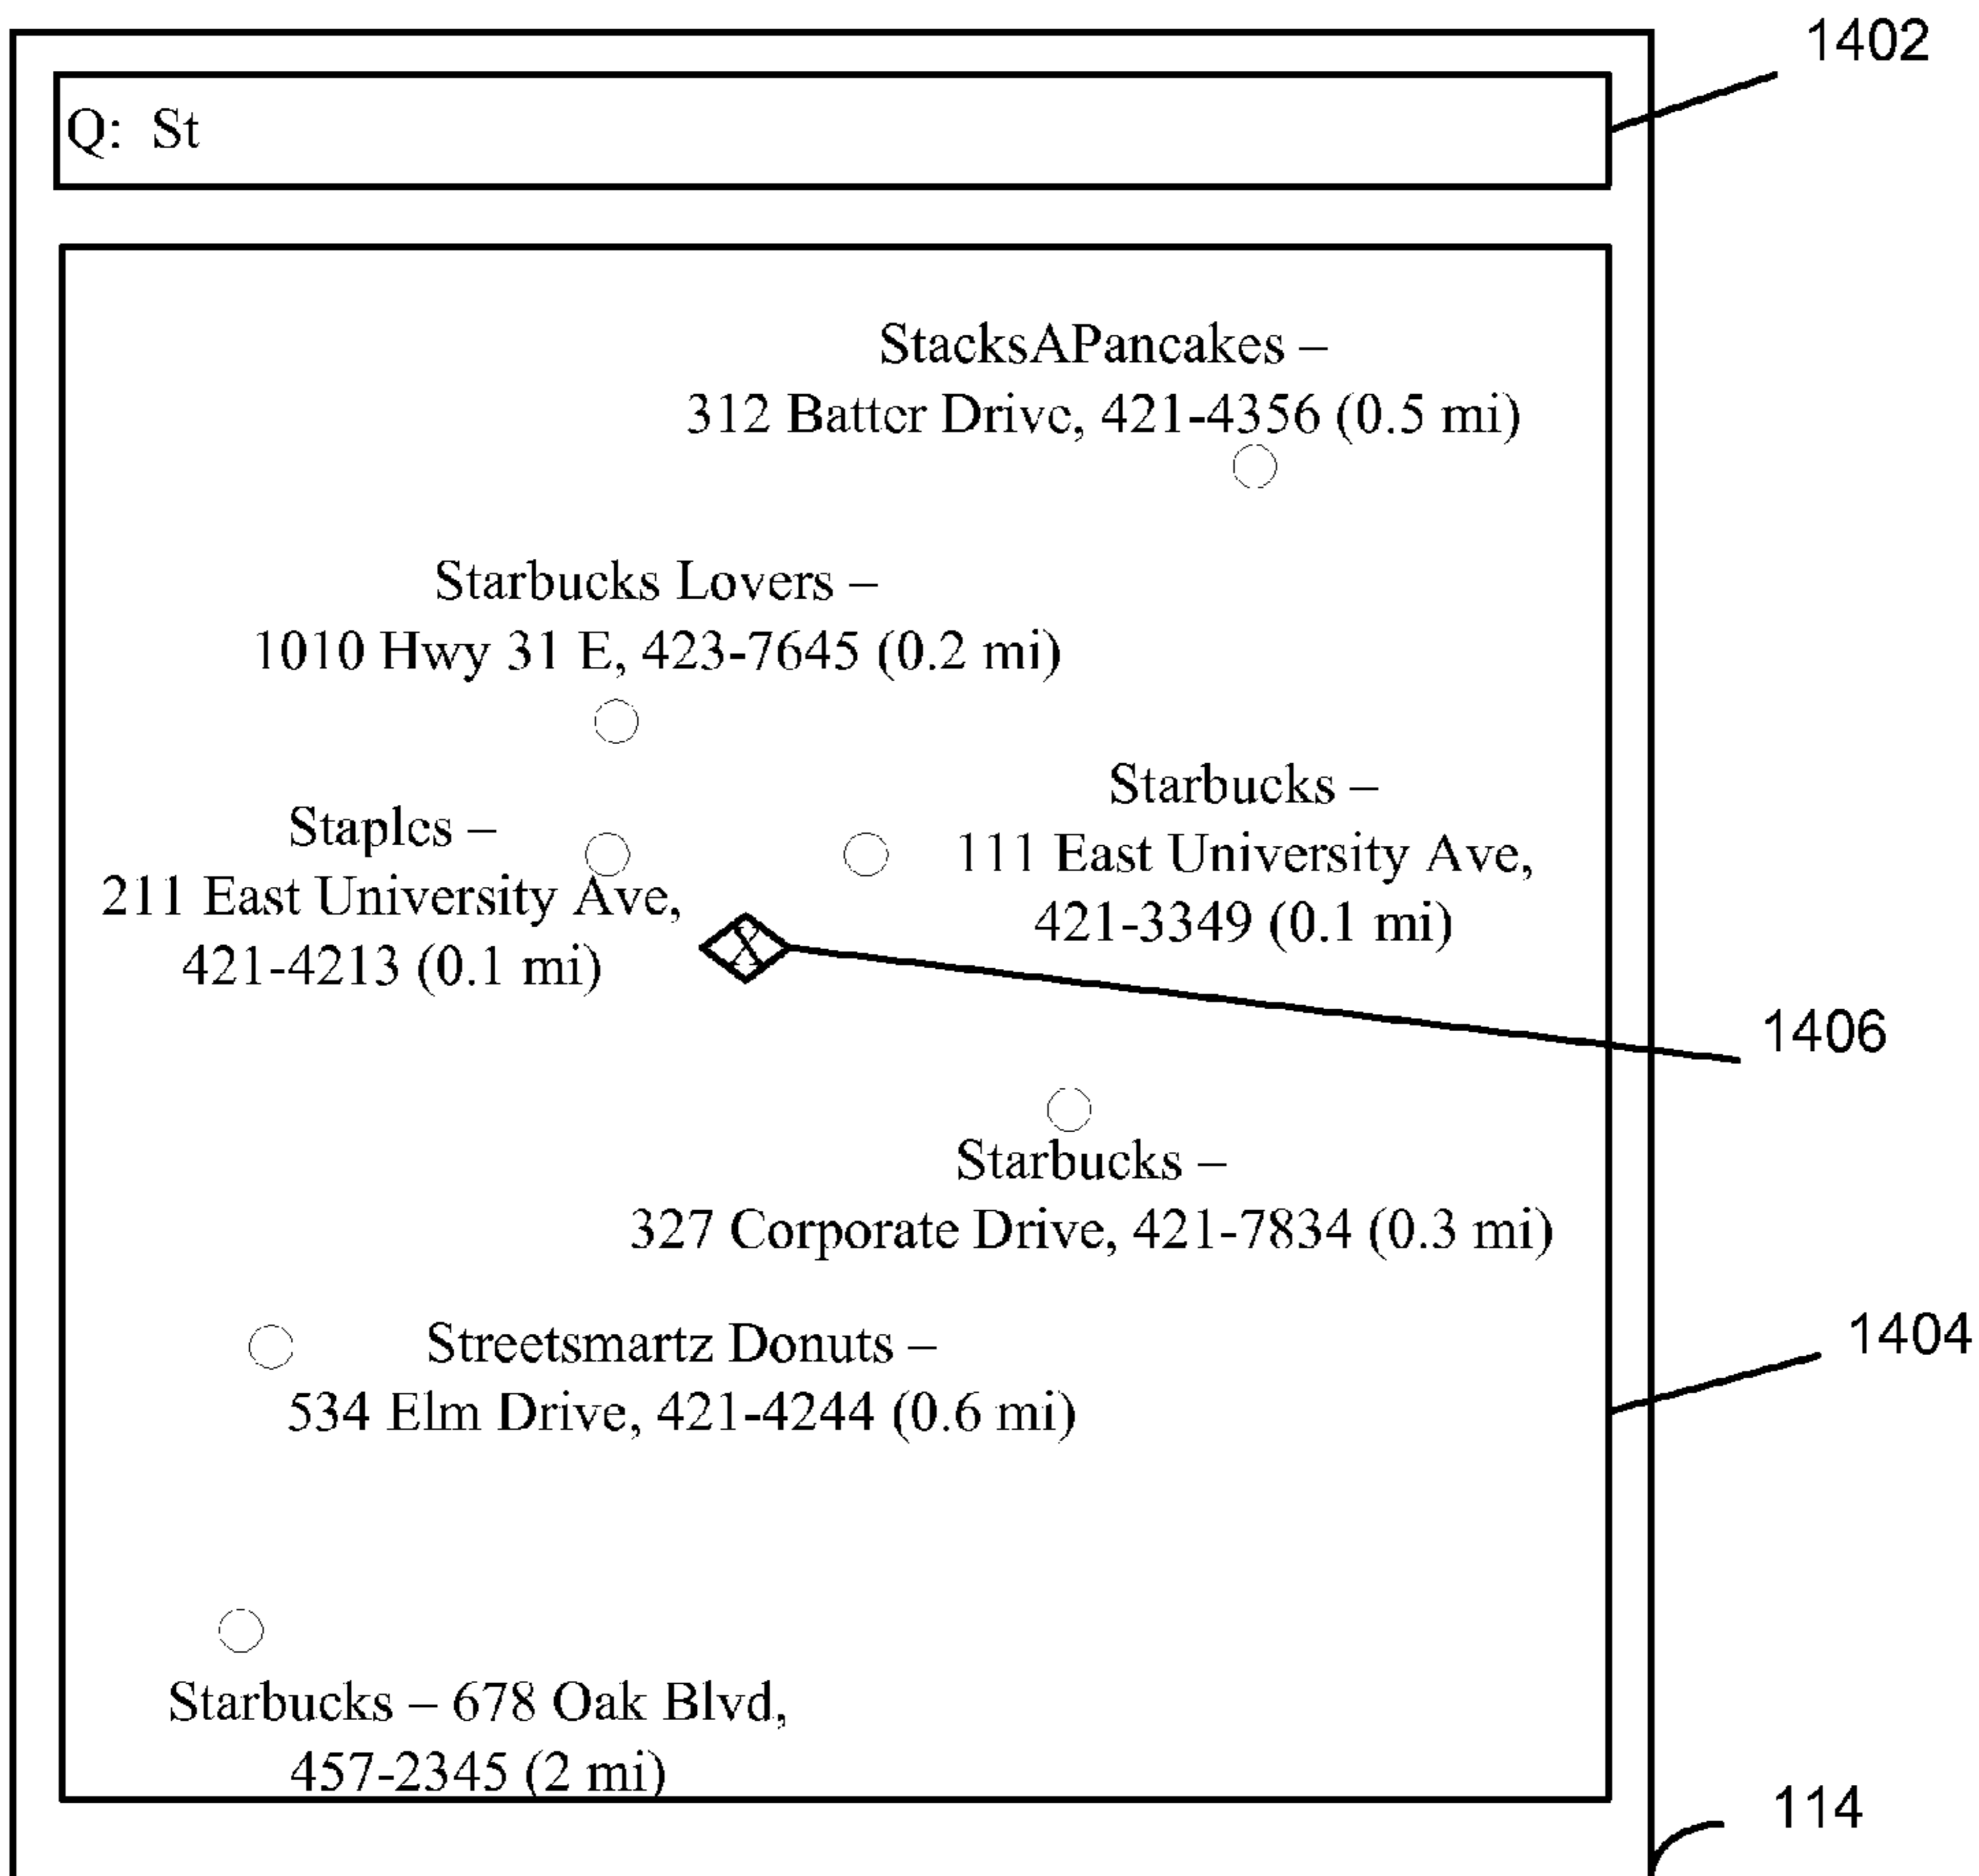 1402
Q: St
StacksAPancakes –
312 Batter Drive, 421-4356 (0.5 mi)
Starbucks Lovers –
1010 Hwy 31 E, 423-7645 (0.2 mi)
Starbucks –
111 East University Ave,
421-3349 (0.1 mi)
Staples –
211 East University Ave,
421-4213 (0.1 mi)
X
1406
Starbucks –
327 Corporate Drive, 421-7834 (0.3 mi)
1404
Streetsmartz Donuts –
534 Elm Drive, 421-4244 (0.6 mi)
Starbucks – 678 Oak Blvd,
457-2345 (2 mi)
114